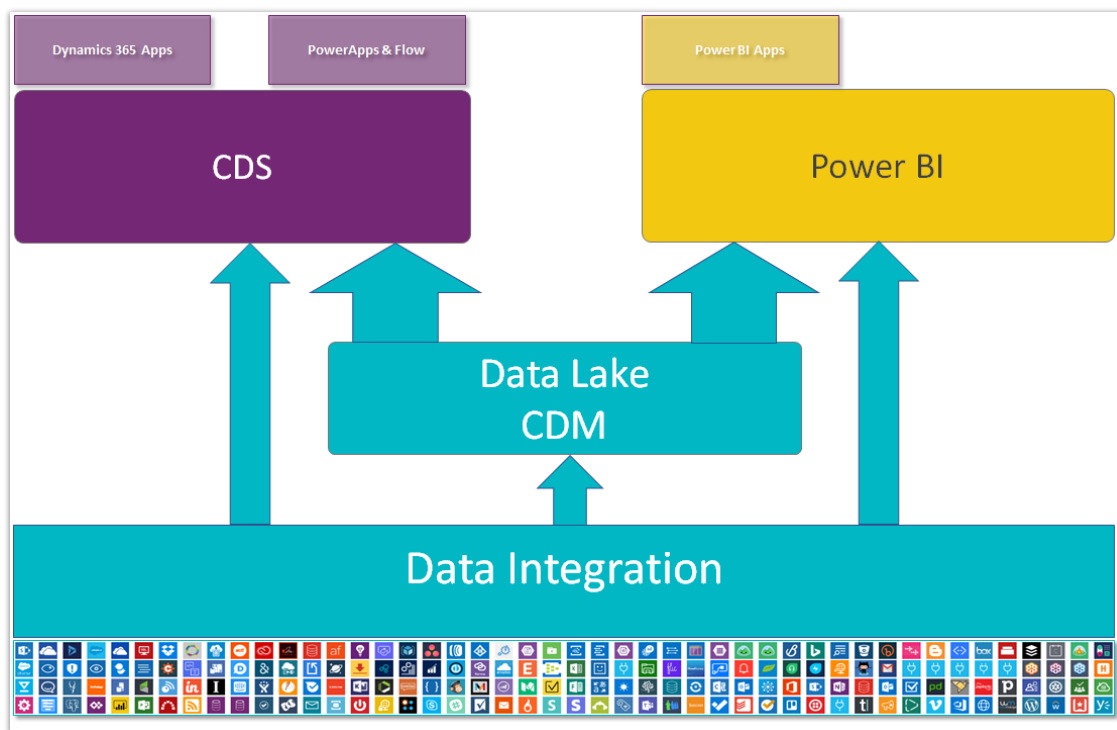 Dynamics 365 Apps
PowerApps & Flow
Power BI Apps
CDS
Power BI
Data Lake
CDM
Data Integration